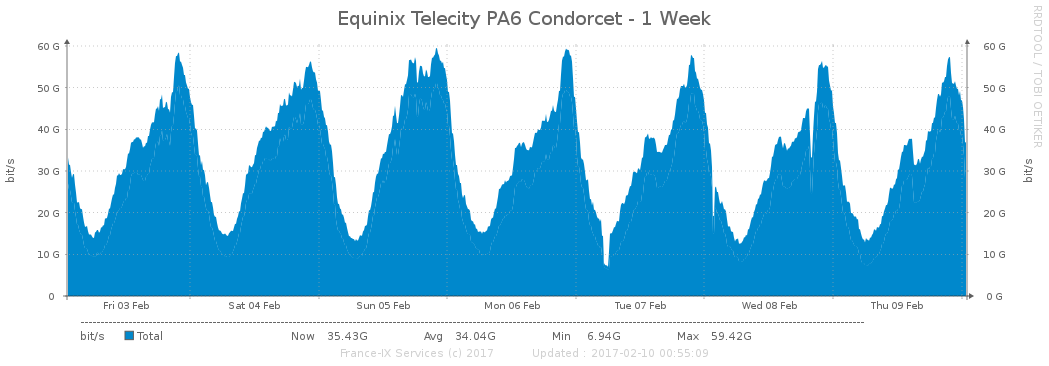 Equinix Telecity PA6 Condorcet - 1 Week
RRDTOOL / TOBI OETIKER
60 G 60 G
50 G 50 G
40 G 40 G
30 G 30 G
20 G 20 G
10 G 10 G
0 0 G
bit/s
bit/s
Fri 03 Feb Sat 04 Feb Sun 05 Feb Mon 06 Feb Tue 07 Feb Wed 08 Feb Thu 09 Feb
bit/s Total Now 35.43G Avg 34.04G Min 6.94G Max 59.42G
France-IX Services (c) 2017 Updated : 2017-02-10 00:55:09